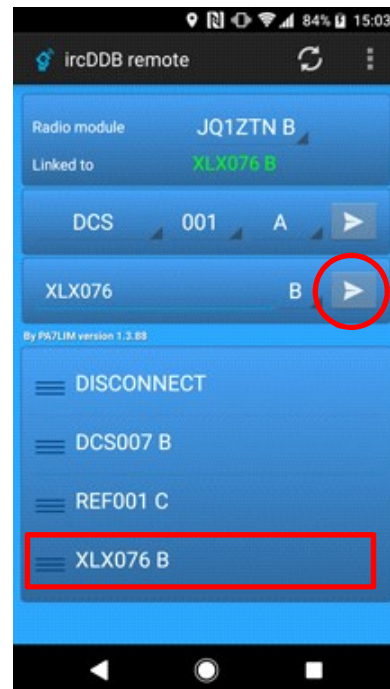 84% 15:03
ircDDB remote
Radio module JQ1ZTN B
Linked to XLX076 B
DCS 001 A
XLX076 B
By PA7LIM version 1.3.88
DISCONNECT
DCS007 B
REF001 C
XLX076 B